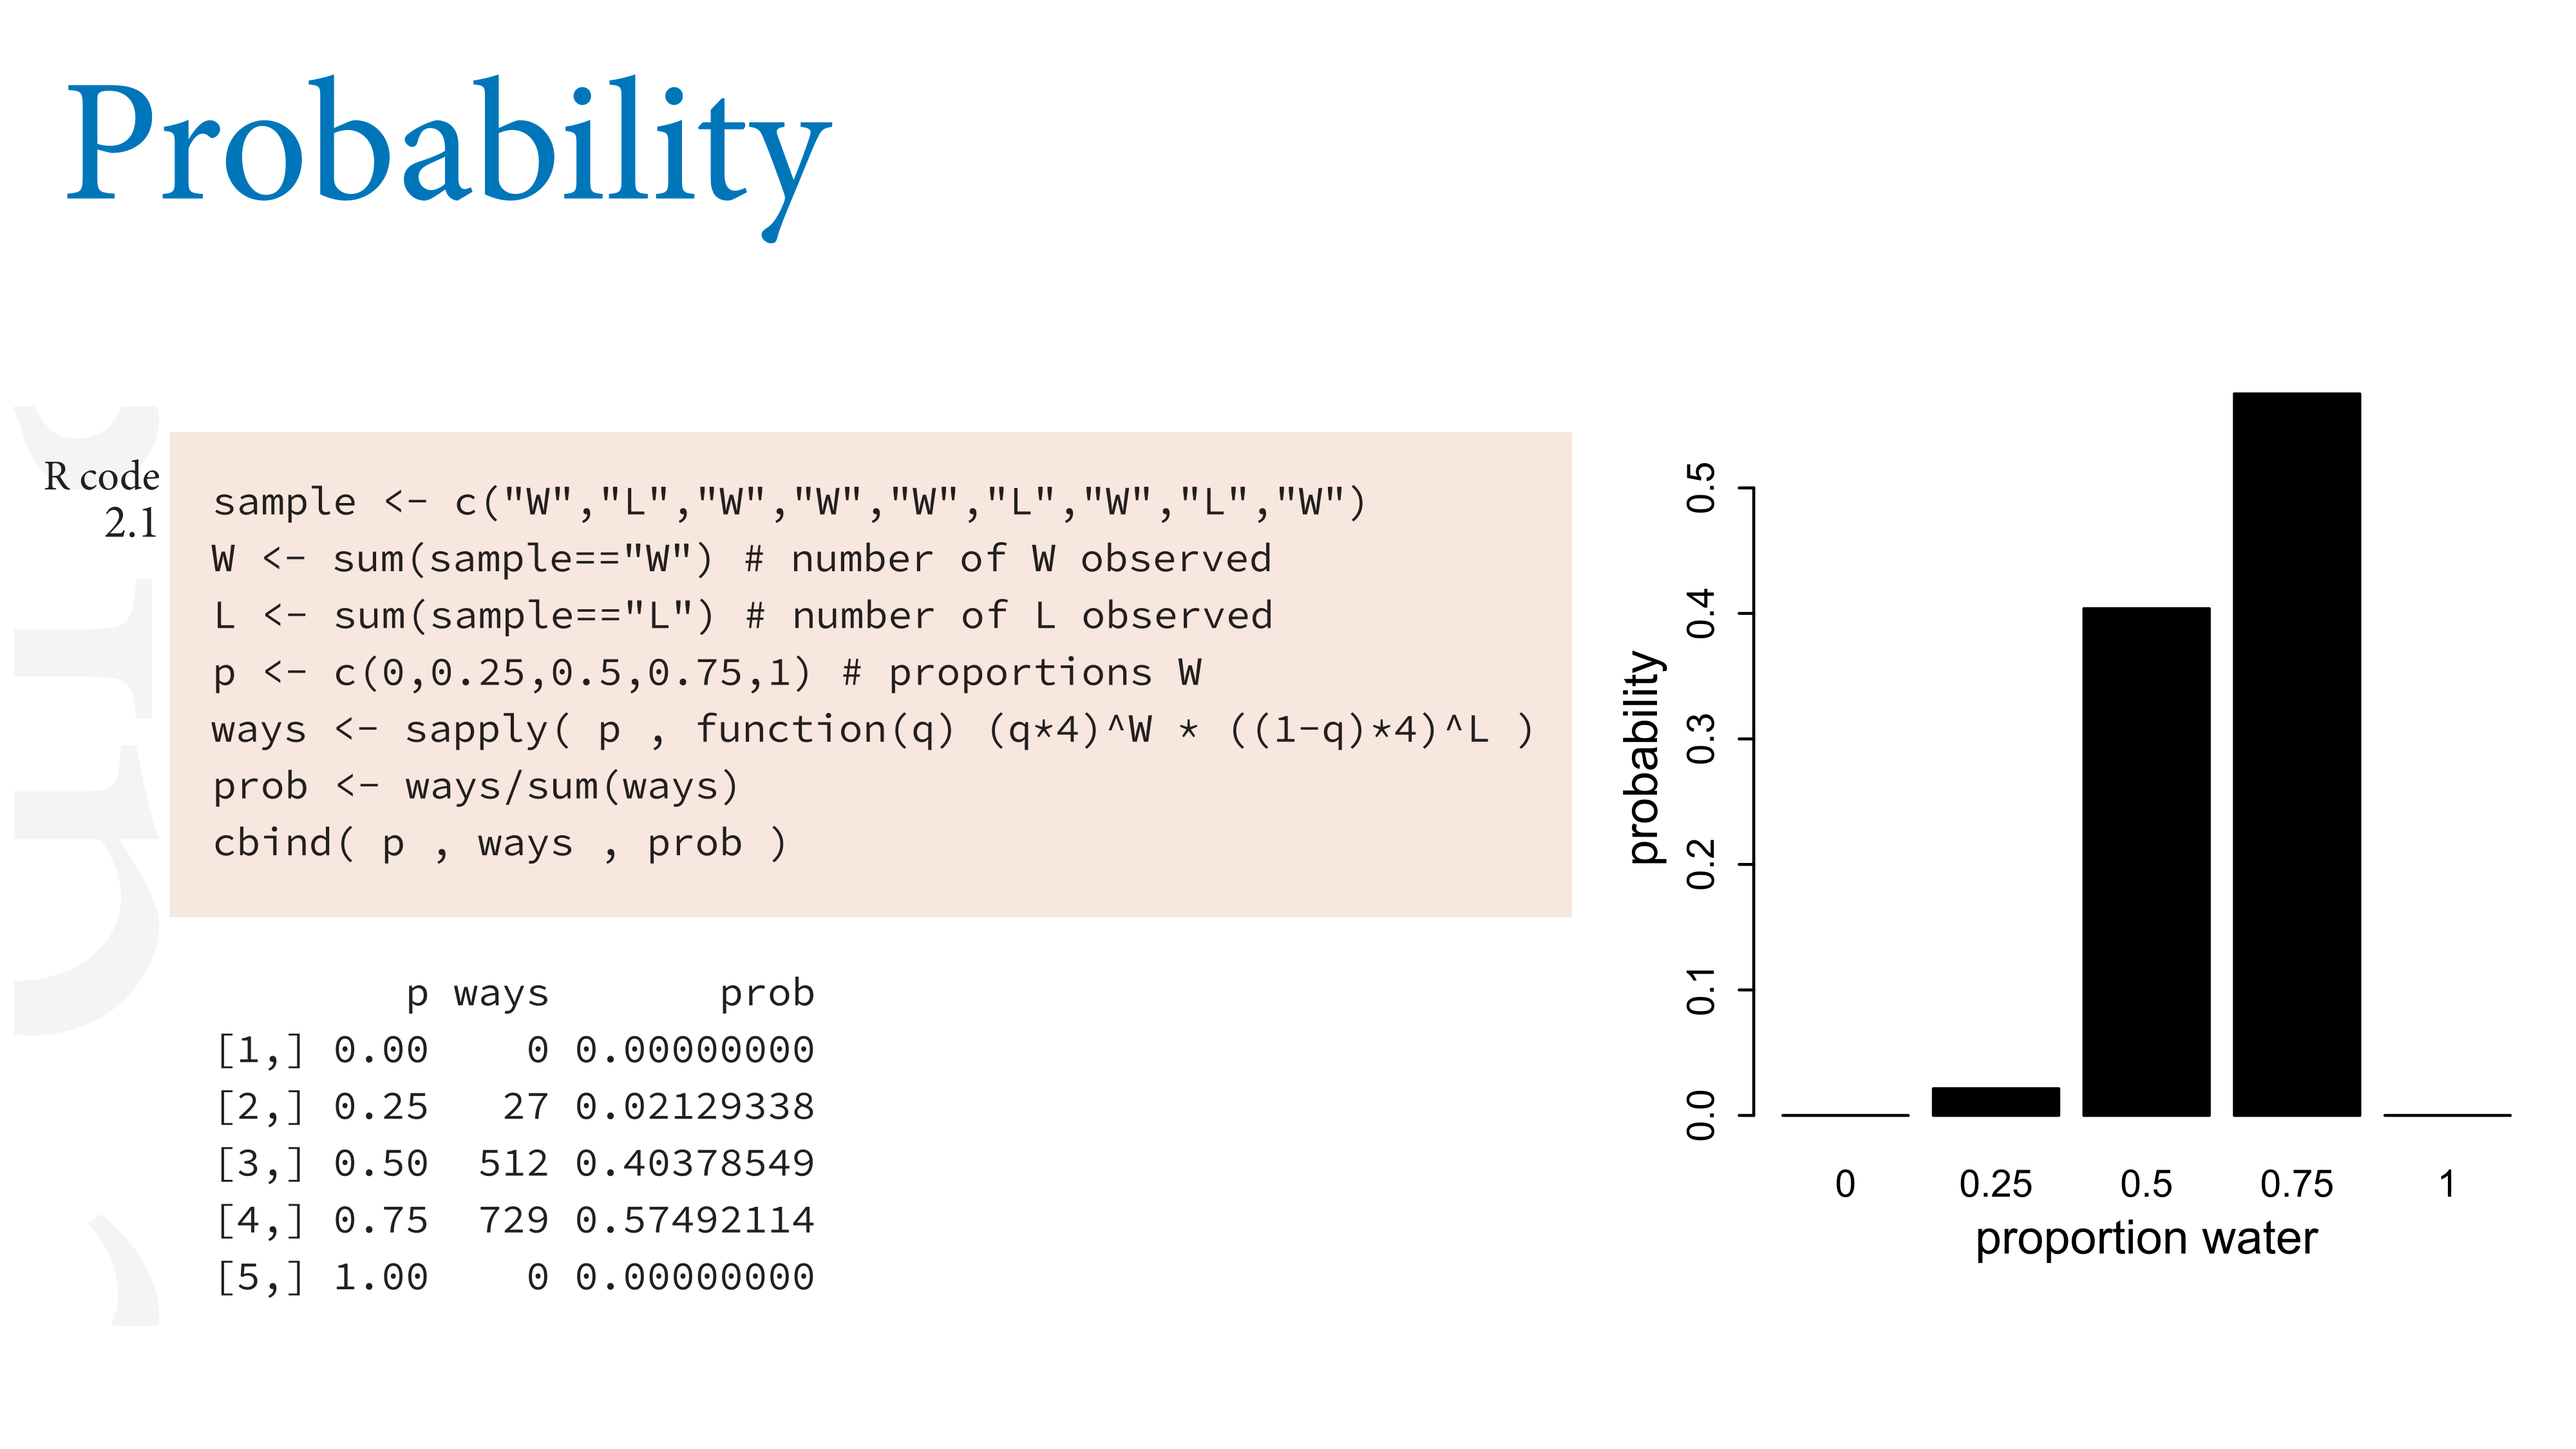 Probability
R code
2.1
sample <- c("W","L","W","W","W","L","W","L","W")
W <- sum(sample=="W") # number of W observed
L <- sum(sample=="L") # number of L observed
p <- c(0,0.25,0.5,0.75,1) # proportions W
ways <- sapply( p , function(q) (q*4)^W * ((1-q)*4)^L )
prob <- ways/sum(ways)
cbind( p , ways , prob )
p ways prob
[1,] 0.00 0 0.00000000
[2,] 0.25 27 0.02129338
[3,] 0.50 512 0.40378549
[4,] 0.75 729 0.57492114
[5,] 1.00 0 0.00000000
probability
0.5
0.4
0.3
0.2
0.1
0.0
0 0.25 0.5 0.75 1
proportion water